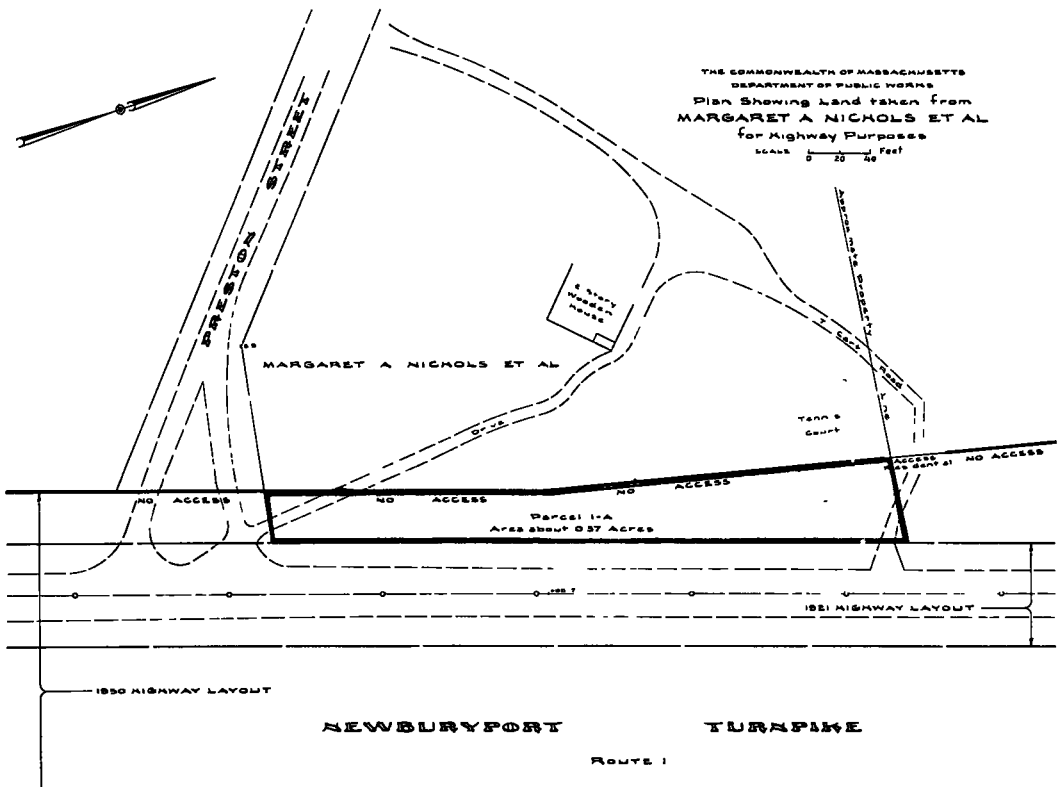 THE COMMONWEALTH OF MASSACHUSETTS
DEPARTMENT OF PUBLIC WORKS
Plan Showing Land taken from
MARGARET A NICHOLS ET AL
for Highway Purposes
SCALE 0 20 40 Feet
PRESTON STREET
2 Story
Wooden
House
Approximate Property Line
Cart Road
MARGARET A NICHOLS ET AL
Drive
Tennis
Court
ACCESS
Residential
NO ACCESS
NO ACCESS
NO ACCESS
NO ACCESS
Parcel 1-A
Area about 0.57 Acres
1921 HIGHWAY LAYOUT
1950 HIGHWAY LAYOUT
NEWBURYPORT TURNPIKE
ROUTE 1